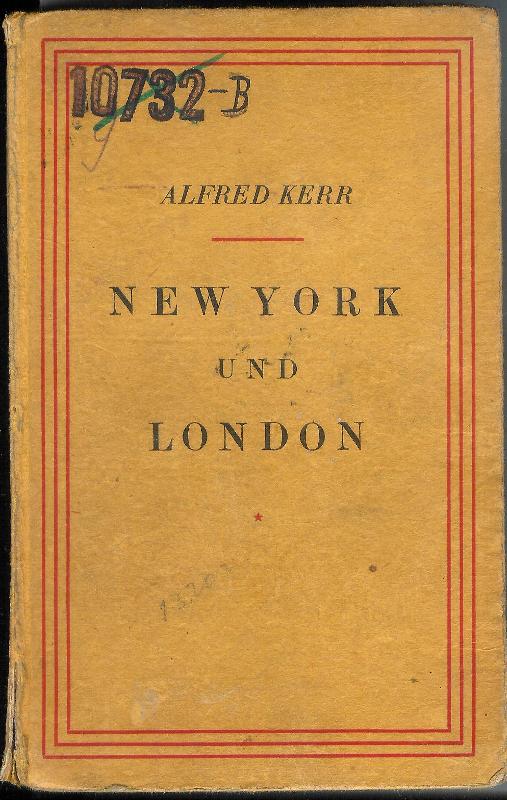 10732-B
ALFRED KERR
NEW YORK
UND
LONDON